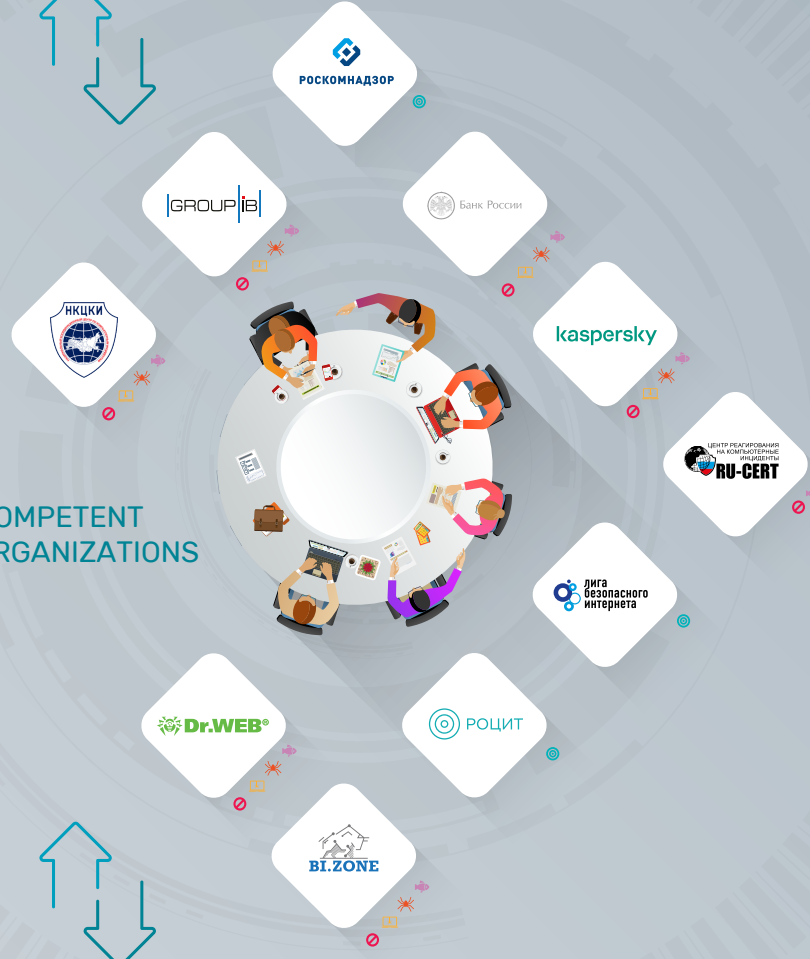 РОСКОМНАДЗОР
GROUP iB
Банк России
НКЦКИ
kaspersky
ЦЕНТР РЕАГИРОВАНИЯ
НА КОМПЬЮТЕРНЫЕ
ИНЦИДЕНТЫ
RU-CERT
OMPETENT
RGANIZATIONS
лига
безопасного
интернета
Dr.WEB®
РОЦИТ
BI.ZONE